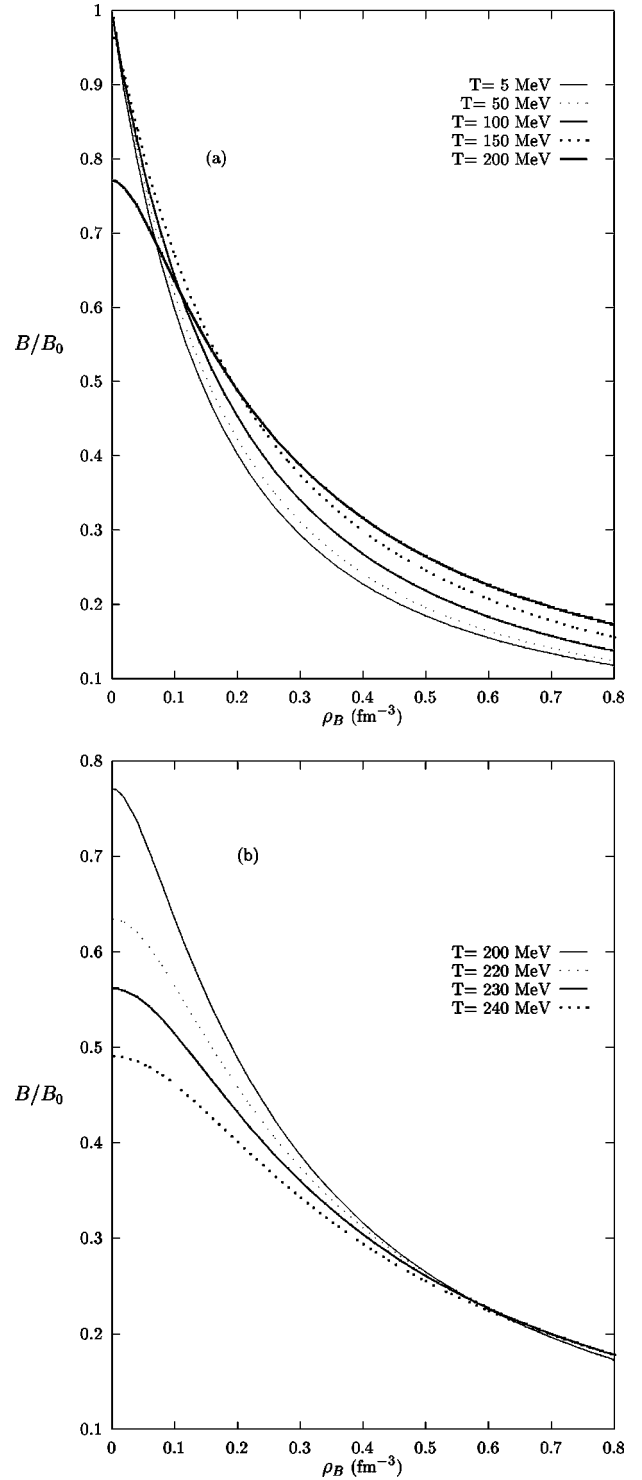 1
0.9
T= 5 MeV
T= 50 MeV
T= 100 MeV
T= 150 MeV
T= 200 MeV
(a)
0.8
0.7
0.6
B/B₀
0.5
0.4
0.3
0.2
0.1
0 0.1 0.2 0.3 0.4 0.5 0.6 0.7 0.8
ρ_B (fm⁻³)
0.8
0.7
(b)
0.6
T= 200 MeV
T= 220 MeV
T= 230 MeV
T= 240 MeV
0.5
B/B₀
0.4
0.3
0.2
0.1
0 0.1 0.2 0.3 0.4 0.5 0.6 0.7 0.8
ρ_B (fm⁻³)